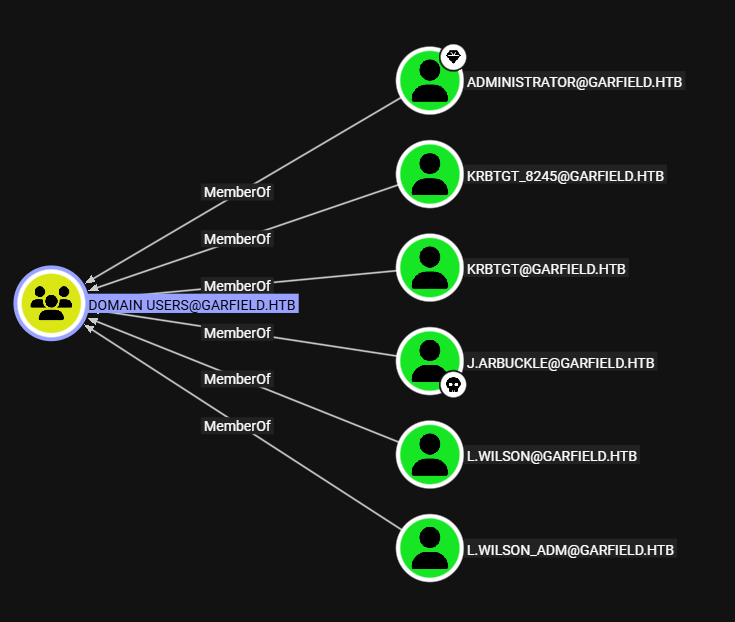 ADMINISTRATOR@GARFIELD.HTB
KRBTGT_8245@GARFIELD.HTB
MemberOf
MemberOf
KRBTGT@GARFIELD.HTB
MemberOf
DOMAIN USERS@GARFIELD.HTB
MemberOf
J.ARBUCKLE@GARFIELD.HTB
MemberOf
MemberOf
L.WILSON@GARFIELD.HTB
L.WILSON_ADM@GARFIELD.HTB